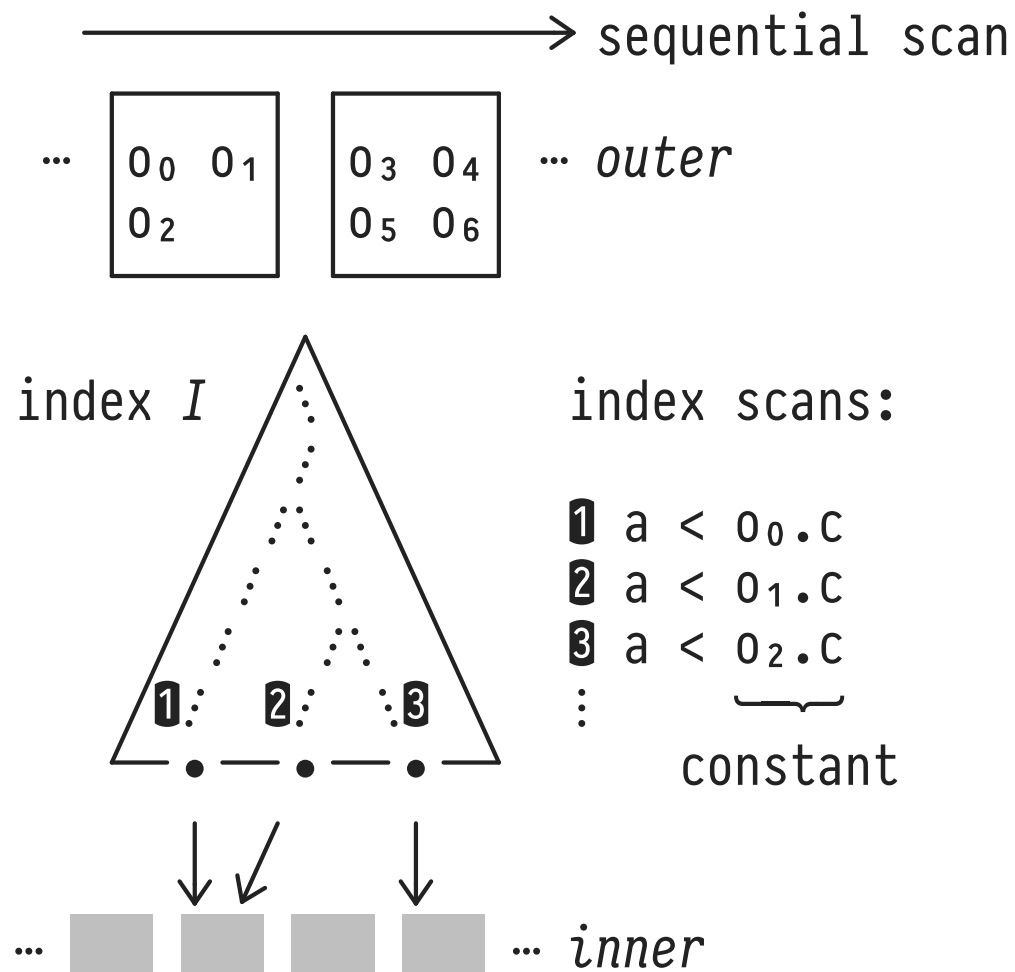 sequential scan
… o₀ o₁ o₃ o₄ … outer
o₂ o₅ o₆
index I
index scans:
1 a < o₀.c
2 a < o₁.c
3 a < o₂.c
⋮
1 2 3
constant
… … inner